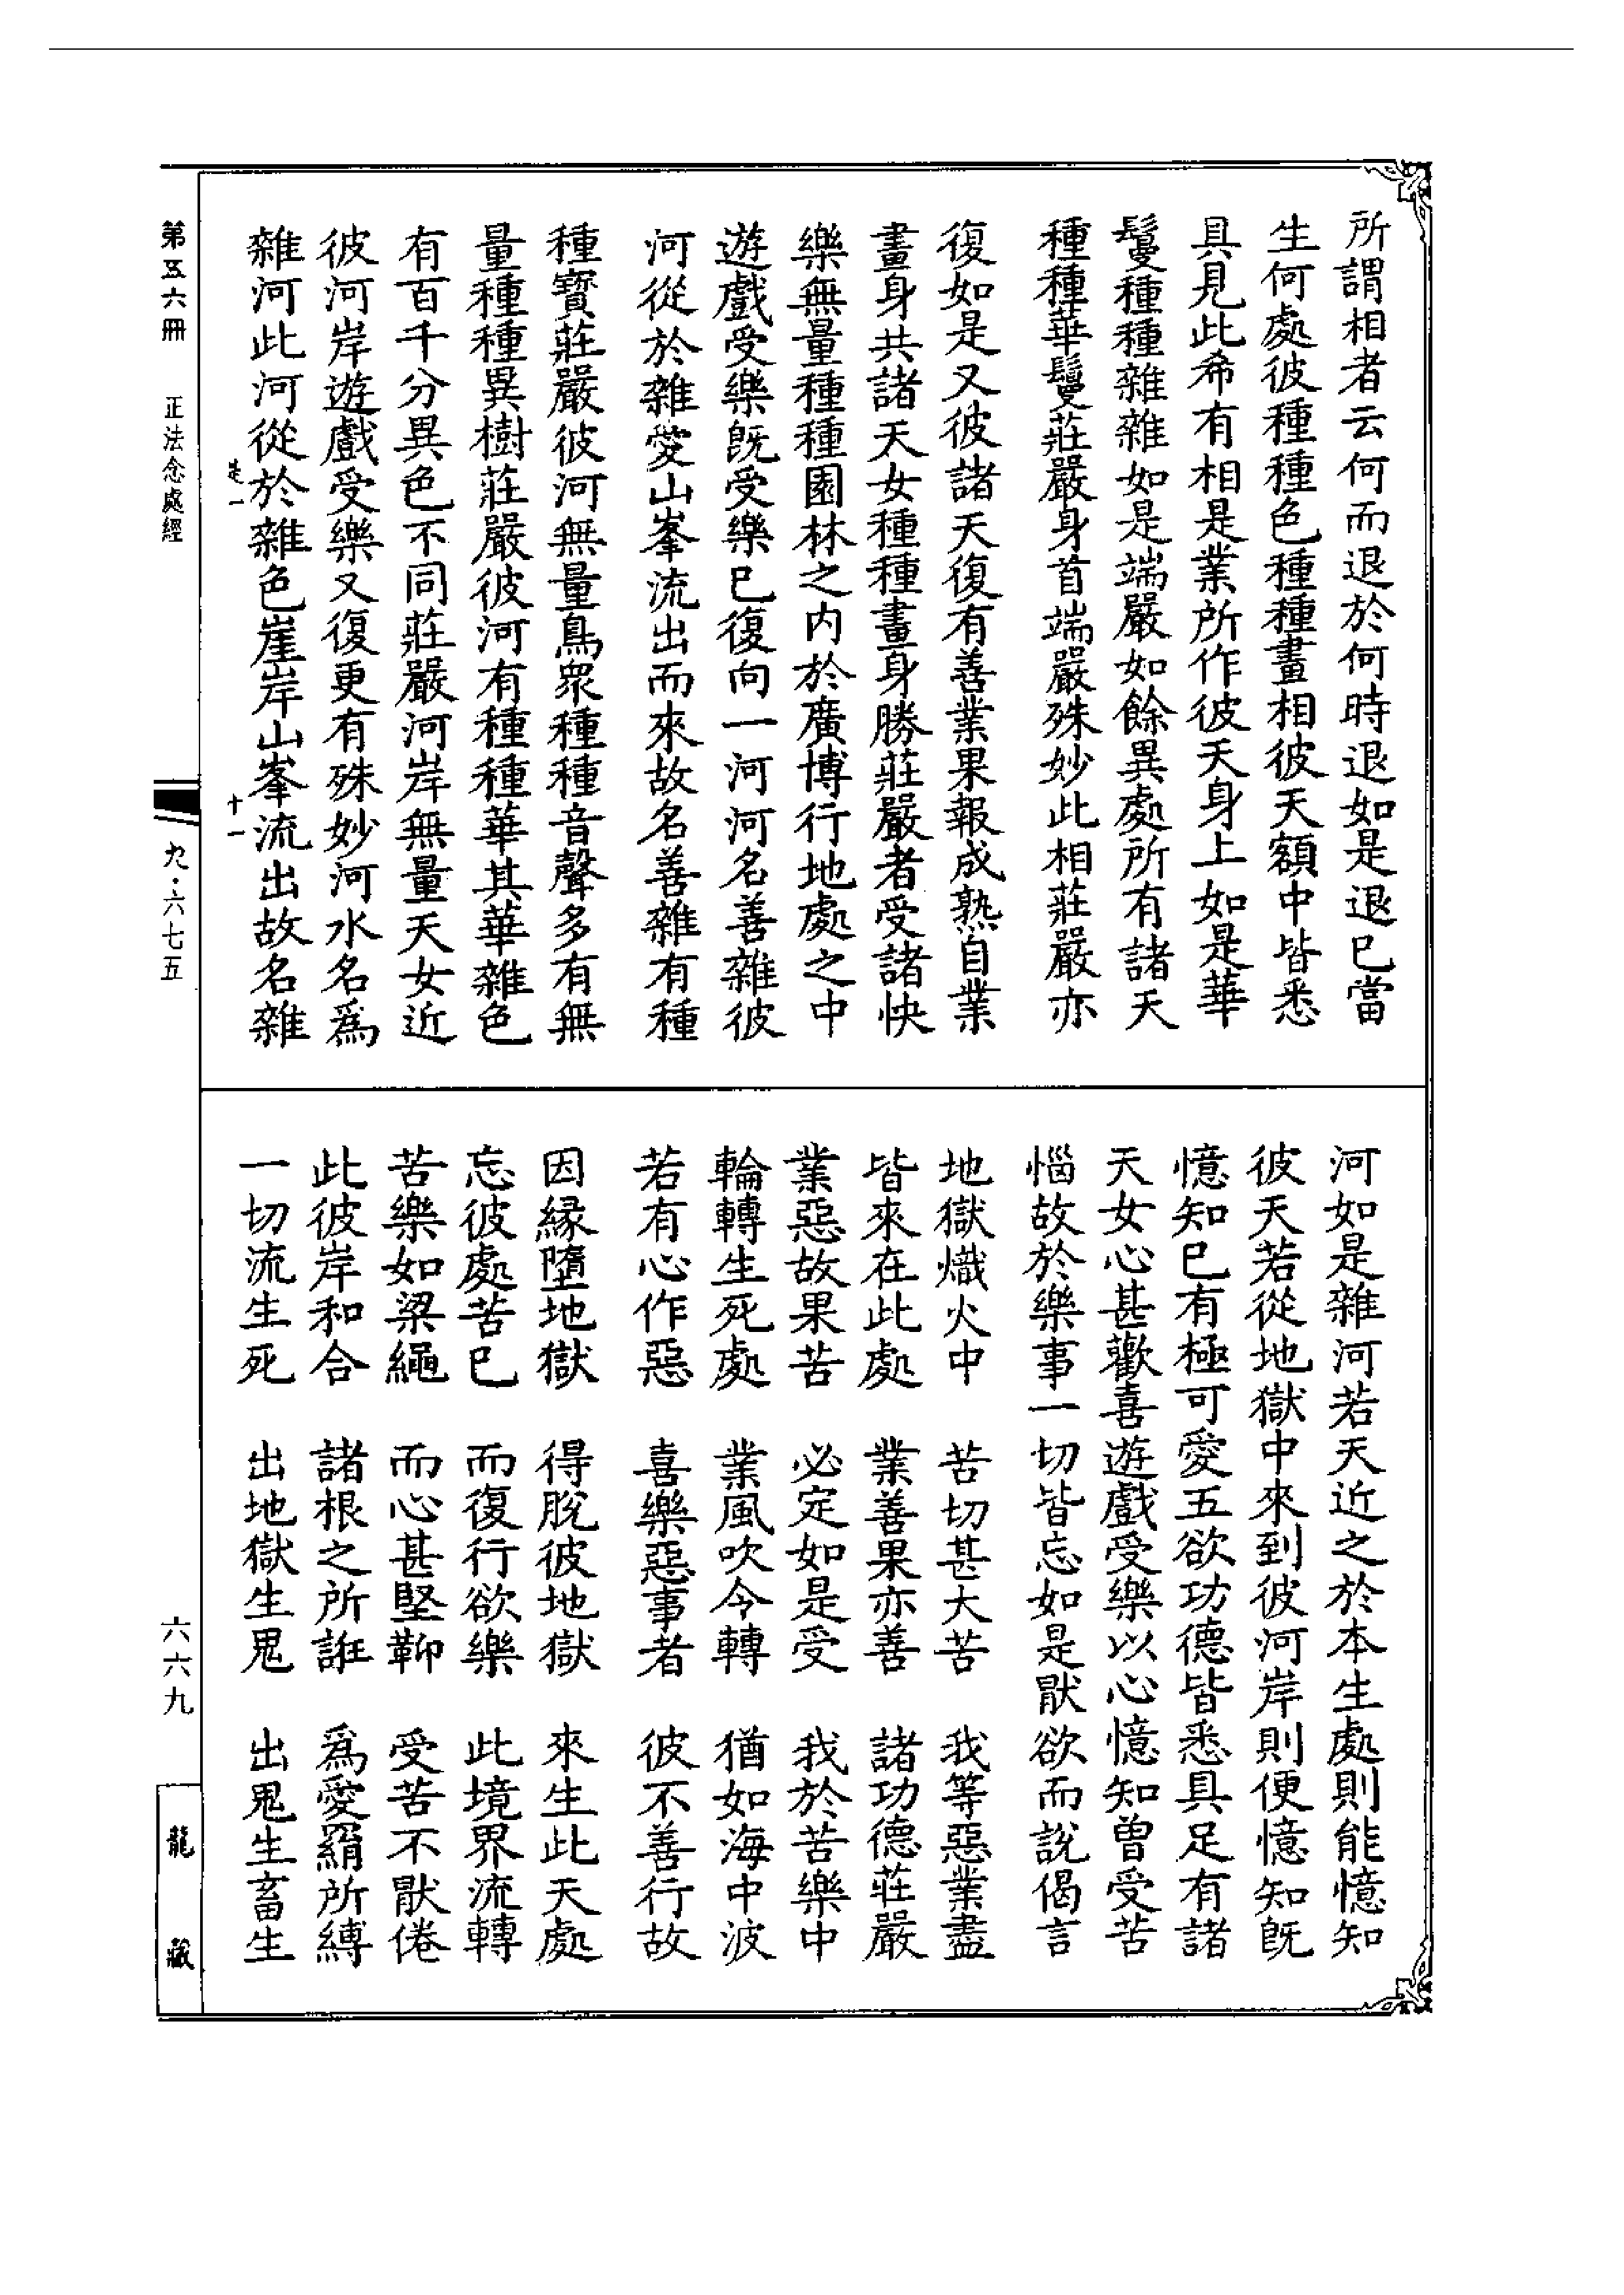 所謂相者云何而退於何時退如是退已當
生何處彼種種色種種畫相彼天額中皆悉
具見此希有相是業所作彼天身上如是華
鬘種種雜雜如是端嚴如餘異處所有諸天
種種華鬘莊嚴身首端嚴殊妙此相莊嚴亦
復如是又彼諸天復有善業果報成熟自業
畫身共諸天女種種畫身勝莊嚴者受諸快
樂無量種種園林之内於廣博行地處之中
遊戲受樂既受樂已復向一河河名善雜彼
河從於雜愛山峯流出而來故名善雜有種
種寶莊嚴彼河無量鳥衆種種音聲多有無
量種種異樹莊嚴彼河有種種華其華雜色
有百千分異色不同莊嚴河岸無量天女近
彼河岸遊戲受樂又復更有殊妙河水名爲
雜河此河從於雜色崖岸山峯流出故名雜
河如是雜河若天近之於本生處則能憶知
彼天若從地獄中來到彼河岸則便憶知既
憶知已有極可愛五欲功德皆悉具足有諸
天女心甚歡喜遊戲受樂以心憶知曾受苦
惱故於樂事一切皆忘如是厭欲而說偈言
地獄熾火中　苦切甚大苦　我等惡業盡
皆來在此處　業善果亦善　諸功德莊嚴
業惡故果苦　必定如是受　我於苦樂中
輪轉生死處　業風吹令轉　猶如海中波
若有心作惡　喜樂惡事者　彼不善行故
因緣墮地獄　得脫彼地獄　來生此天處
忘彼處苦已　而復行欲樂　此境界流轉
苦樂如梁繩　而心甚堅䩕　受苦不厭倦
此彼岸和合　諸根之所誑　爲愛羂所縛
一切流生死　出地獄生鬼　出鬼生畜生
第五六冊　正法念處經
十一
九·六七五
六六九
龍藏